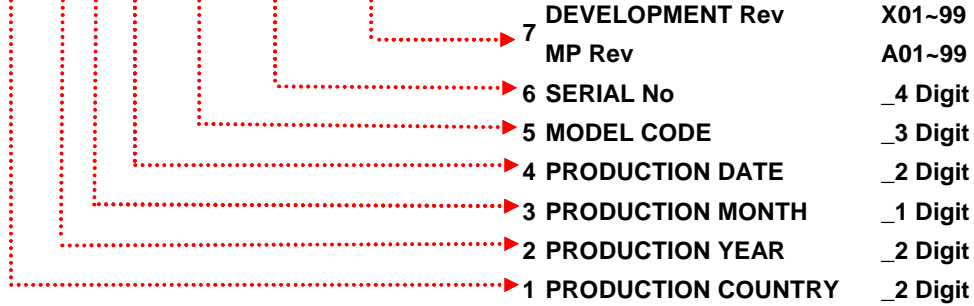 7 DEVELOPMENT Rev X01~99
MP Rev A01~99
6 SERIAL No _4 Digit
5 MODEL CODE _3 Digit
4 PRODUCTION DATE _2 Digit
3 PRODUCTION MONTH _1 Digit
2 PRODUCTION YEAR _2 Digit
1 PRODUCTION COUNTRY _2 Digit